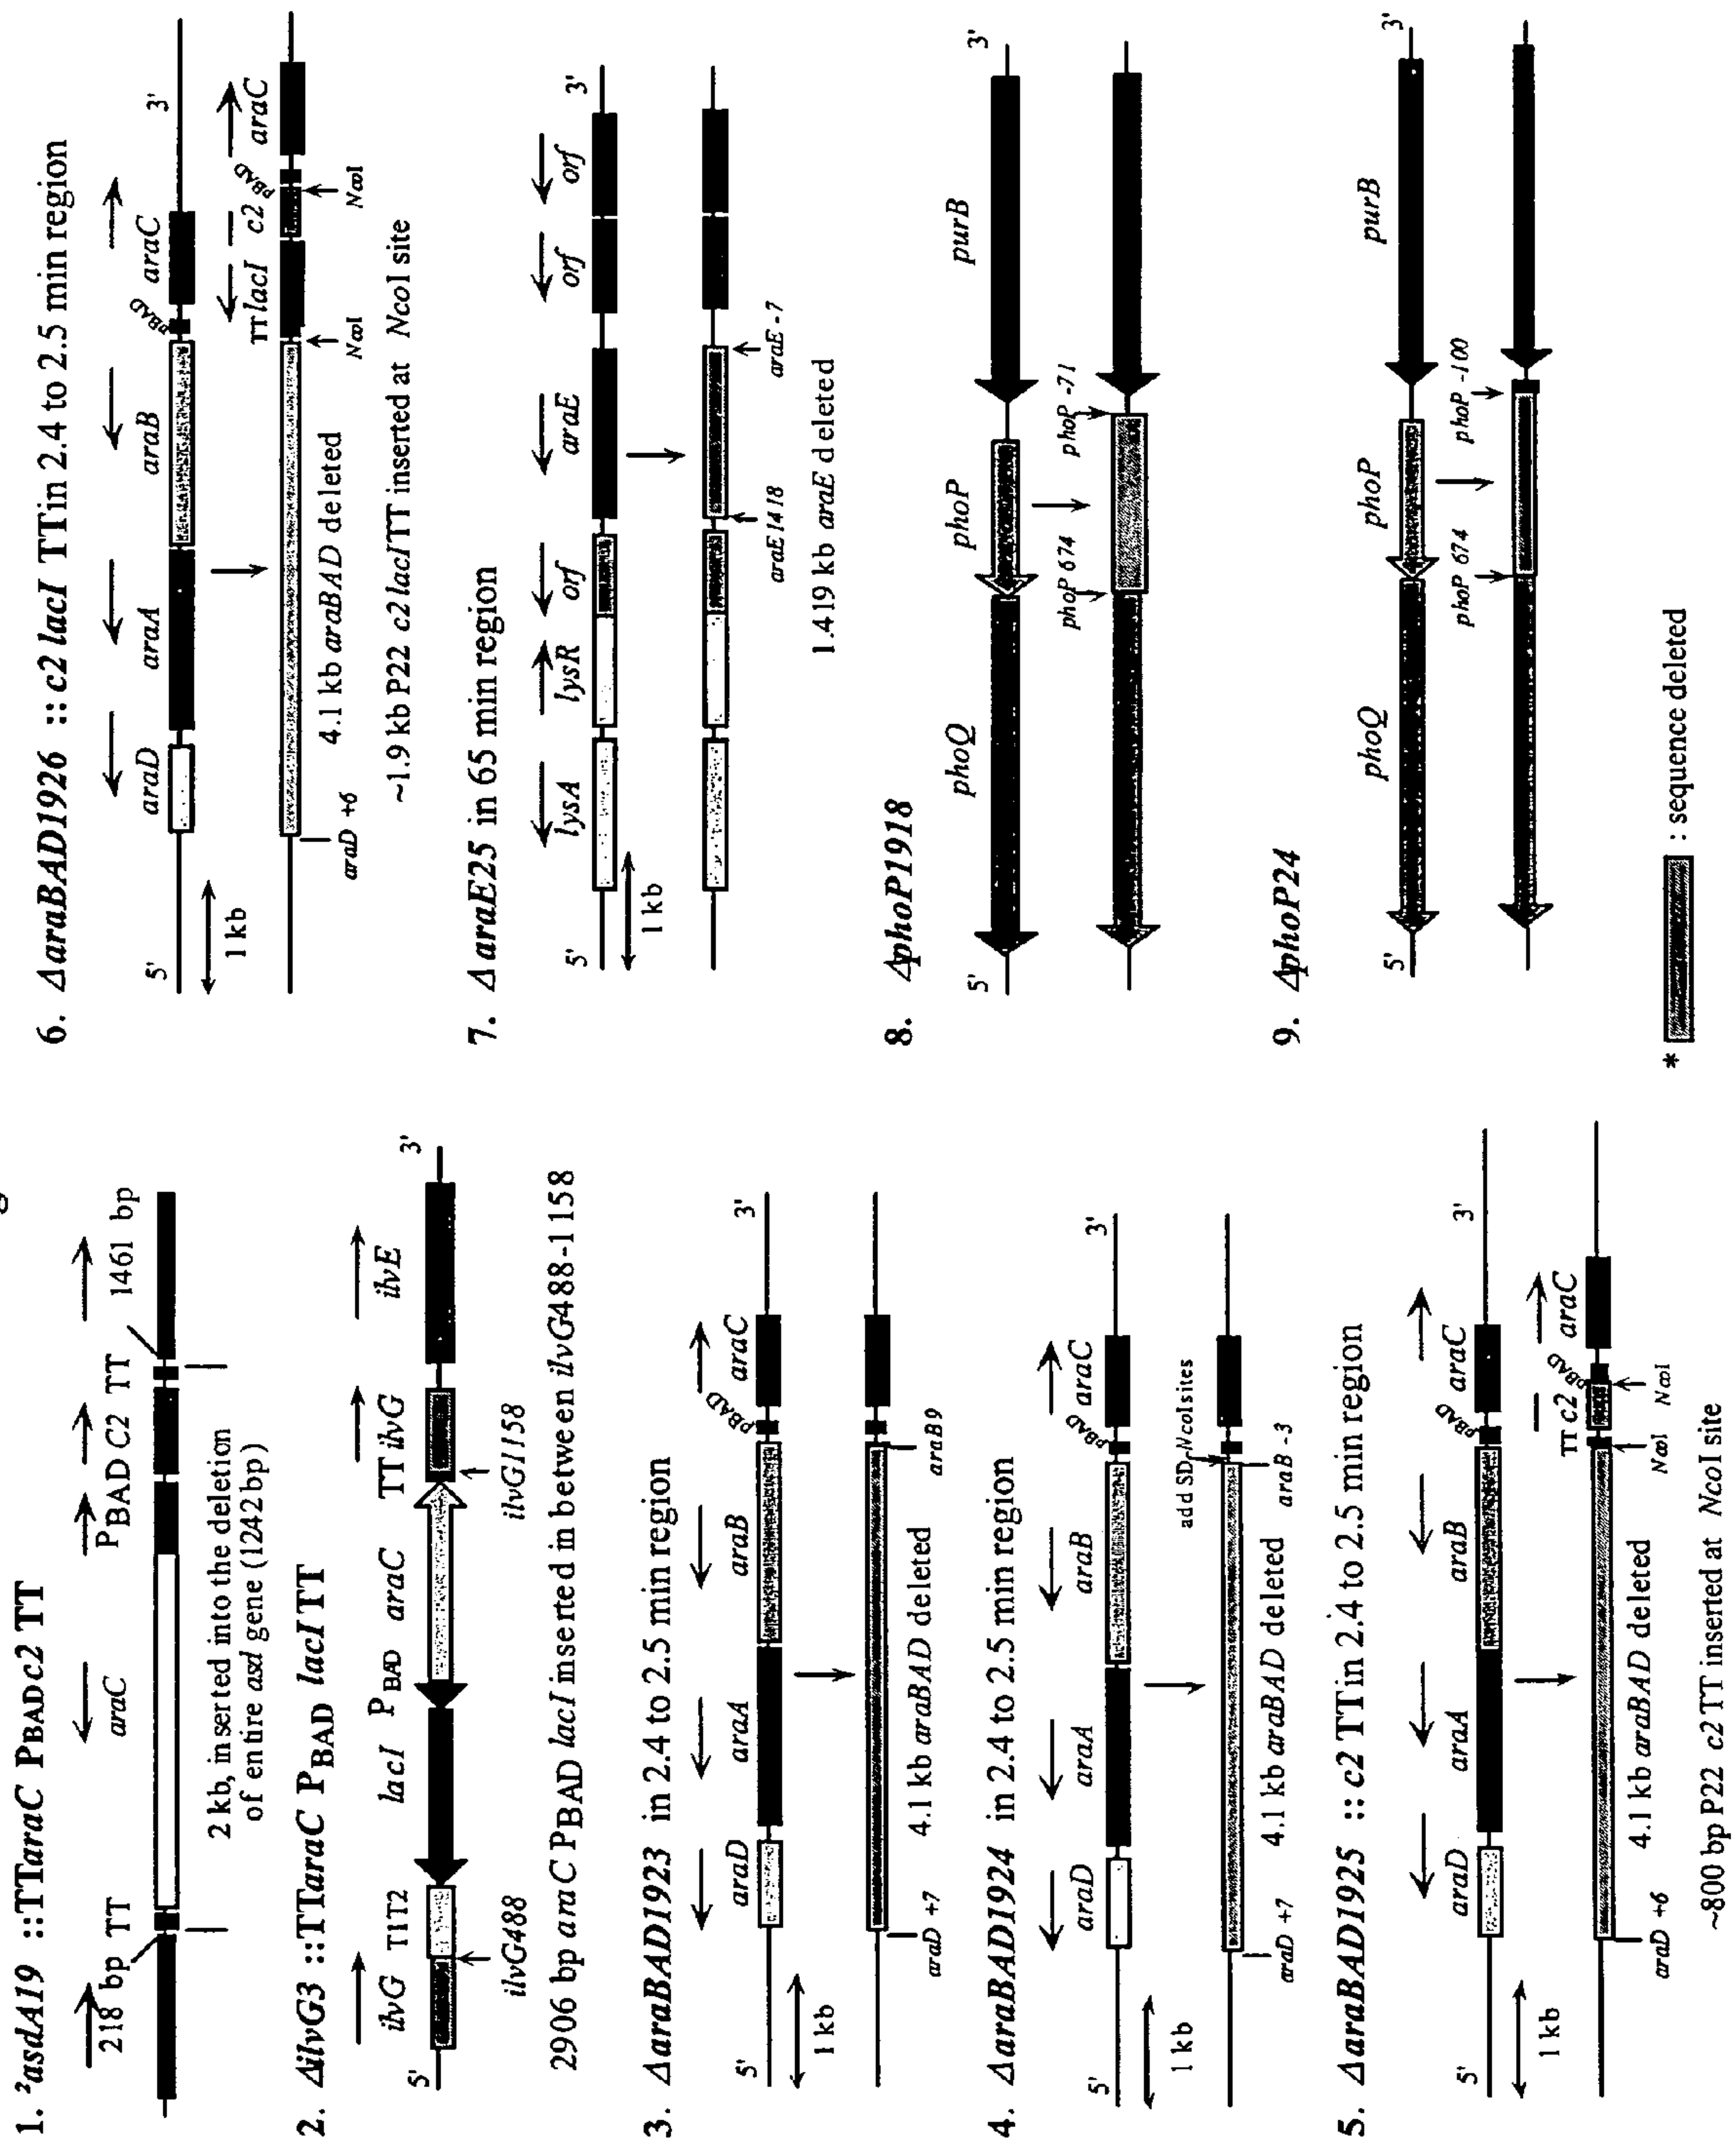 1. ²asdA19 ::TTaraC PBADc2 TT
218 bp TT araC PBAD C2 TT 1461 bp
2 kb, inserted into the deletion
of entire asd gene (1242 bp)
2. ΔilvG3 ::TTaraC PBAD lacITT
ilvG T1T2 lacI PBAD araC TT ilvG ilvE
5' 3'
ilvG488 ilvG1158
2906 bp araC PBAD lacI inserted in between ilvG488-1158
3. ΔaraBAD1923 in 2.4 to 2.5 min region
araD araA araB PBAD araC
5' 3'
1 kb
araD +7 4.1 kb araBAD deleted araB9
4. ΔaraBAD1924 in 2.4 to 2.5 min region
araD araA araB PBAD araC
5' 3'
1 kb
add SD-NcoI sites
araD +7 4.1 kb araBAD deleted araB -3
5. ΔaraBAD1925 :: c2 TTin 2.4 to 2.5 min region
araD araA araB PBAD araC
5' 3'
1 kb
TT c2 PBAD araC
araD +6 4.1 kb araBAD deleted NcoI NcoI
~800 bp P22 c2 TT inserted at NcoI site
6. ΔaraBAD1926 :: c2 lacI TTin 2.4 to 2.5 min region
araD araA araB PBAD araC
5' 3'
1 kb
TT lacI c2 PBAD araC
araD +6 4.1 kb araBAD deleted NcoI NcoI
~1.9 kb P22 c2 lacITT inserted at NcoI site
7. ΔaraE25 in 65 min region
lysA lysR orf araE orf orf
5' 3'
1 kb
araE1418 araE -7
1.419 kb araE deleted
8. ΔphoP1918
phoQ phoP purB
5' 3'
phoP 674 phoP -71
9. ΔphoP24
phoQ phoP purB
5' 3'
phoP 674 phoP -100
* : sequence deleted